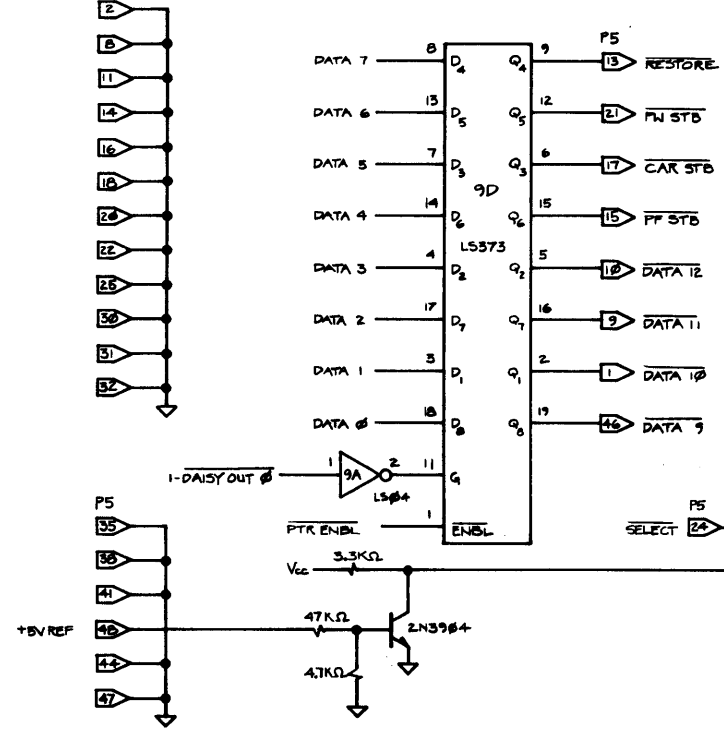 2
8
11
14
16
18
20
22
25
30
31
32
P5
DATA 7 8 D4 Q4 9 13 RESTORE
DATA 6 13 D5 Q5 12 21 PW STB
DATA 5 7 D3 Q3 6 17 CAR STB
9D
DATA 4 14 D6 Q6 15 15 PF STB
LS373
DATA 3 4 D2 Q2 5 10 DATA 12
DATA 2 17 D7 Q7 16 9 DATA 11
DATA 1 3 D1 Q1 2 1 DATA 10
DATA 0 18 D8 Q8 19 46 DATA 9
1-DAISY OUT 0 1 9A 2 11 G
LS04
PTR ENBL 1 ENBL
P5
SELECT 24
P5
35
38
41
+5V REF 48
44
47
Vcc 3.3KΩ
47KΩ
2N3904
4.7KΩ